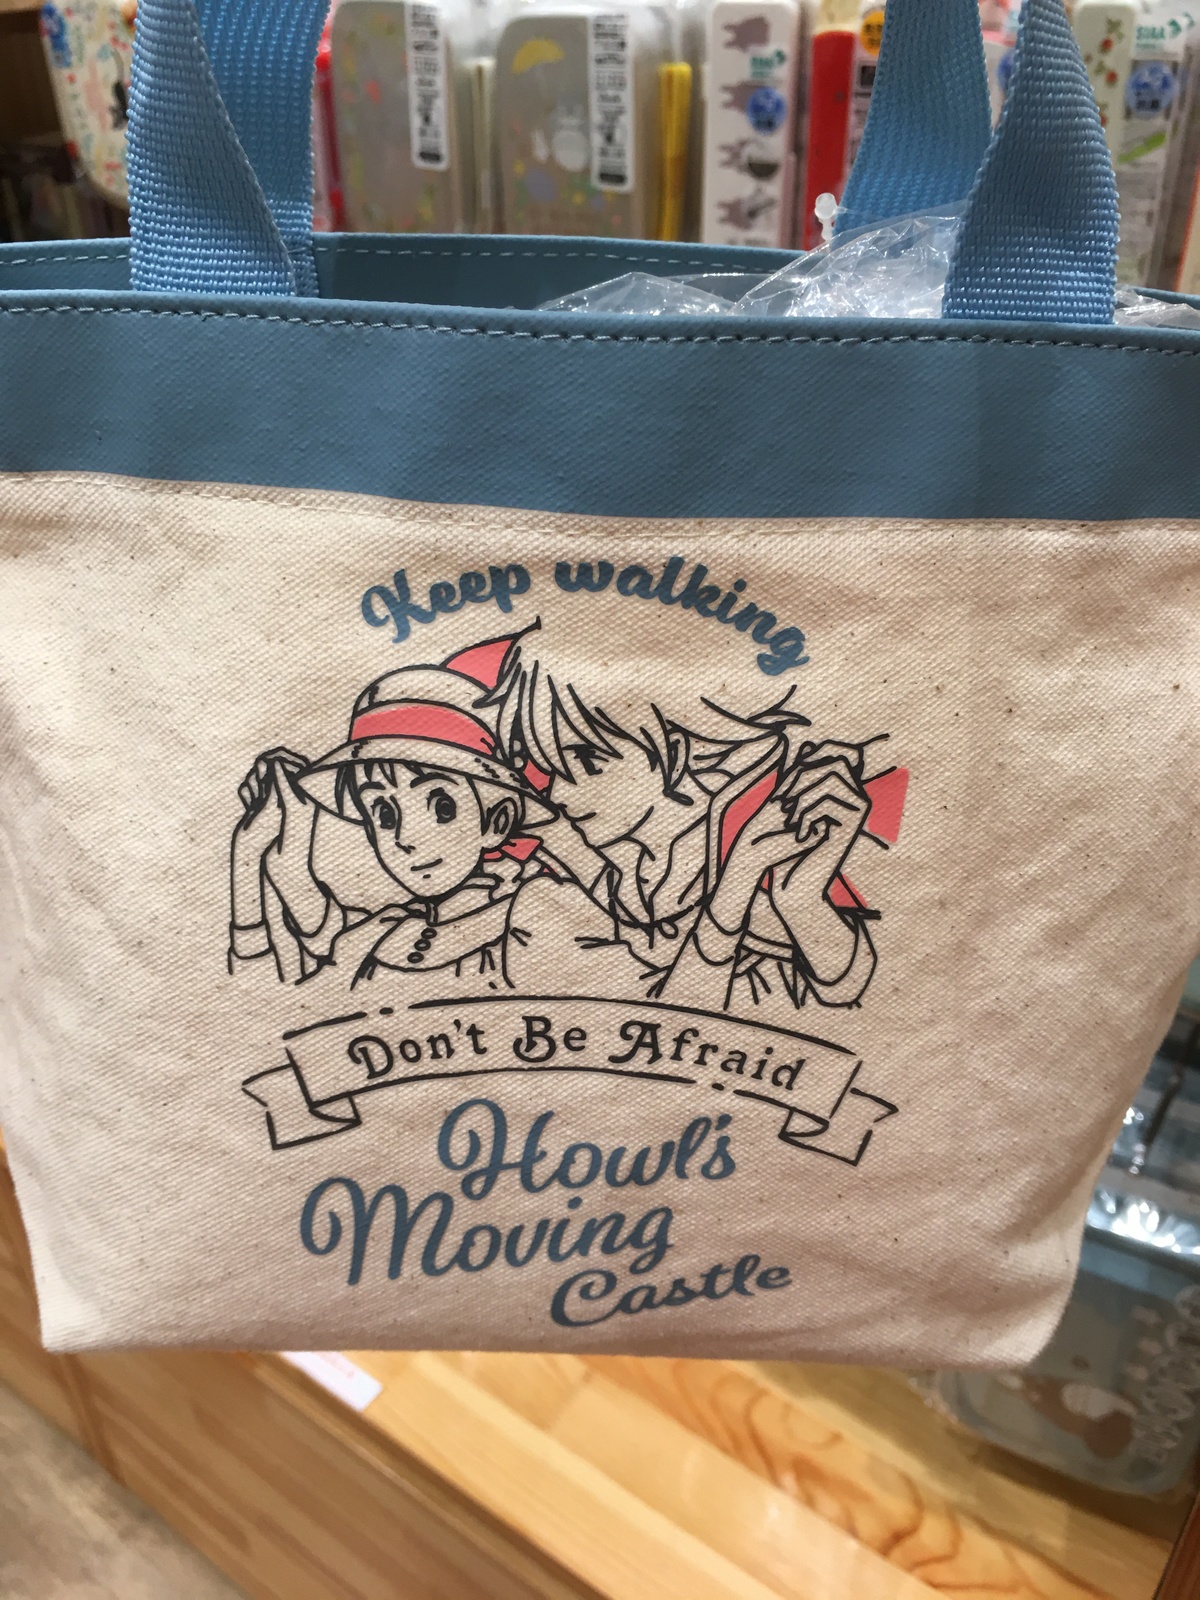 Keep walking
Don't Be Afraid
Howl's
Moving
Castle